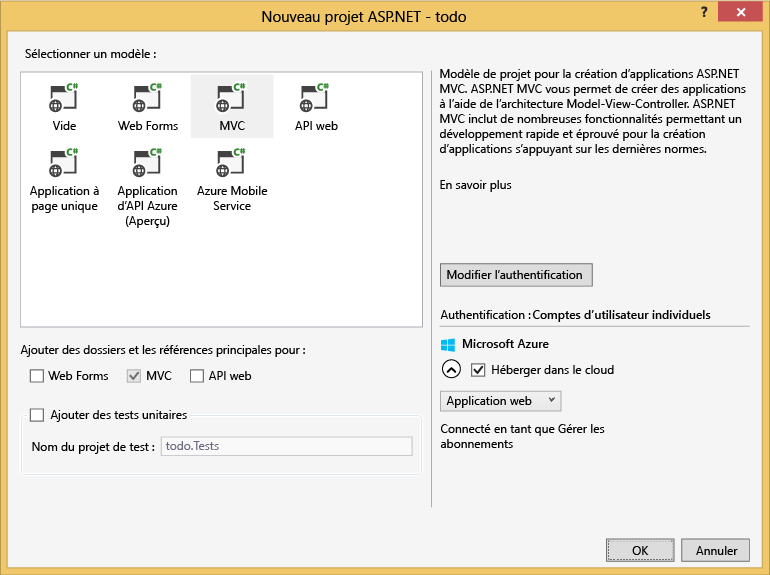 Nouveau projet ASP.NET - todo
?
Sélectionner un modèle :
C#
Vide
C#
Web Forms
C#
MVC
C#
API web
C#
Application à
page unique
C#
Application
d'API Azure
(Aperçu)
C#
Azure Mobile
Service
Ajouter des dossiers et les références principales pour :
Web Forms
MVC
API web
Ajouter des tests unitaires
Nom du projet de test :
todo.Tests
Modèle de projet pour la création d'applications ASP.NET
MVC. ASP.NET MVC vous permet de créer des applications
à l'aide de l'architecture Model-View-Controller. ASP.NET
MVC inclut de nombreuses fonctionnalités permettant un
développement rapide et éprouvé pour la création
d'applications s'appuyant sur les dernières normes.
En savoir plus
Modifier l'authentification
Authentification : Comptes d'utilisateur individuels
Microsoft Azure
Héberger dans le cloud
Application web
Connecté en tant que Gérer les
abonnements
OK
Annuler